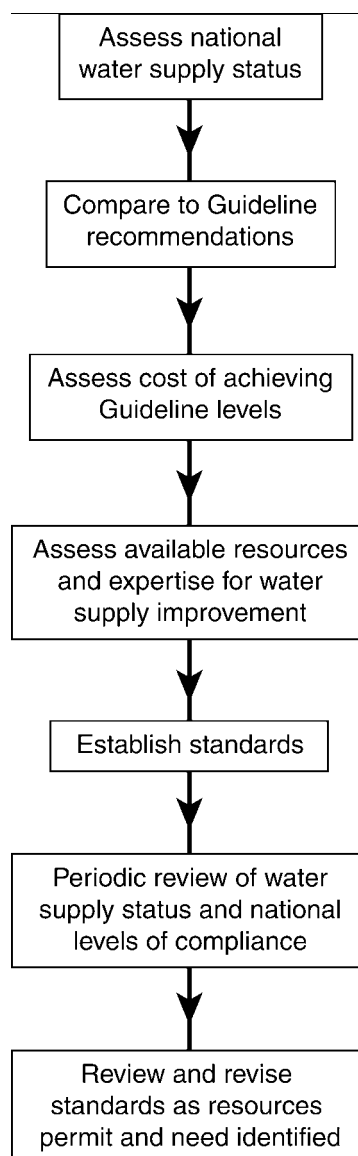 Assess national
water supply status
Compare to Guideline
recommendations
Assess cost of achieving
Guideline levels
Assess available resources
and expertise for water
supply improvement
Establish standards
Periodic review of water
supply status and national
levels of compliance
Review and revise
standards as resources
permit and need identified